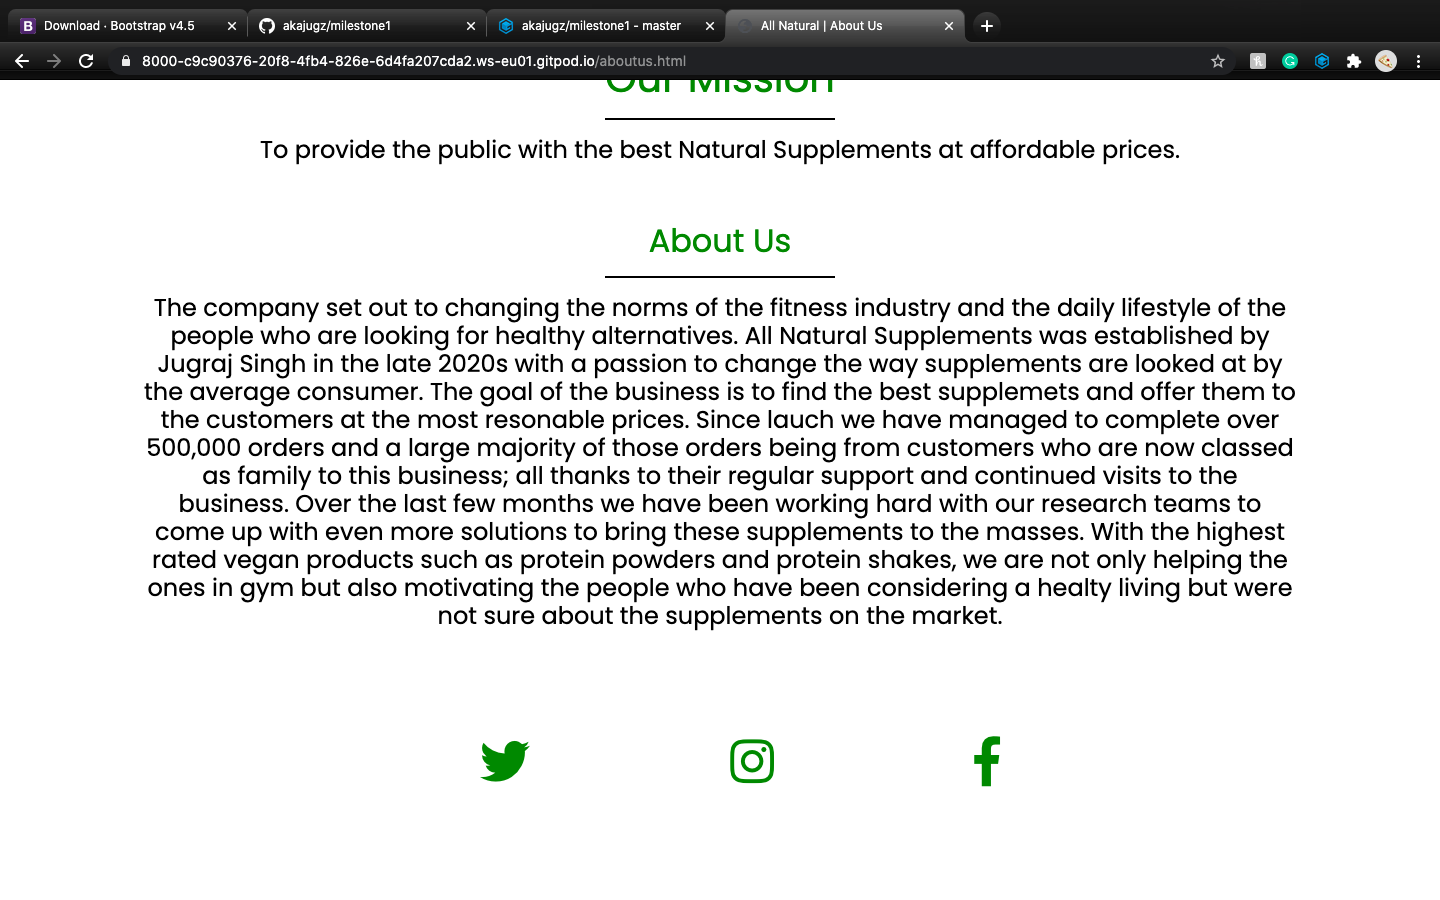 Download · Bootstrap v4.5
akajugz/milestone1
akajugz/milestone1 - master
All Natural | About Us
8000-c9c90376-20f8-4fb4-826e-6d4fa207cda2.ws-eu01.gitpod.io/aboutus.html
Our Mission
To provide the public with the best Natural Supplements at affordable prices.
About Us
The company set out to changing the norms of the fitness industry and the daily lifestyle of the
people who are looking for healthy alternatives. All Natural Supplements was established by
Jugraj Singh in the late 2020s with a passion to change the way supplements are looked at by
the average consumer. The goal of the business is to find the best supplemets and offer them to
the customers at the most resonable prices. Since lauch we have managed to complete over
500,000 orders and a large majority of those orders being from customers who are now classed
as family to this business; all thanks to their regular support and continued visits to the
business. Over the last few months we have been working hard with our research teams to
come up with even more solutions to bring these supplements to the masses. With the highest
rated vegan products such as protein powders and protein shakes, we are not only helping the
ones in gym but also motivating the people who have been considering a healty living but were
not sure about the supplements on the market.